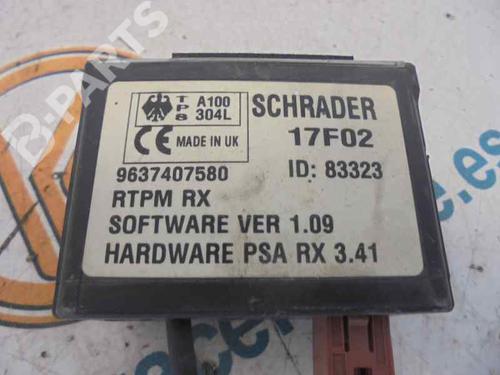 T P S A100 304L
CE MADE IN UK
SCHRADER
17F02
9637407580 ID: 83323
RTPM RX
SOFTWARE VER 1.09
HARDWARE PSA RX 3.41
B-PARTS